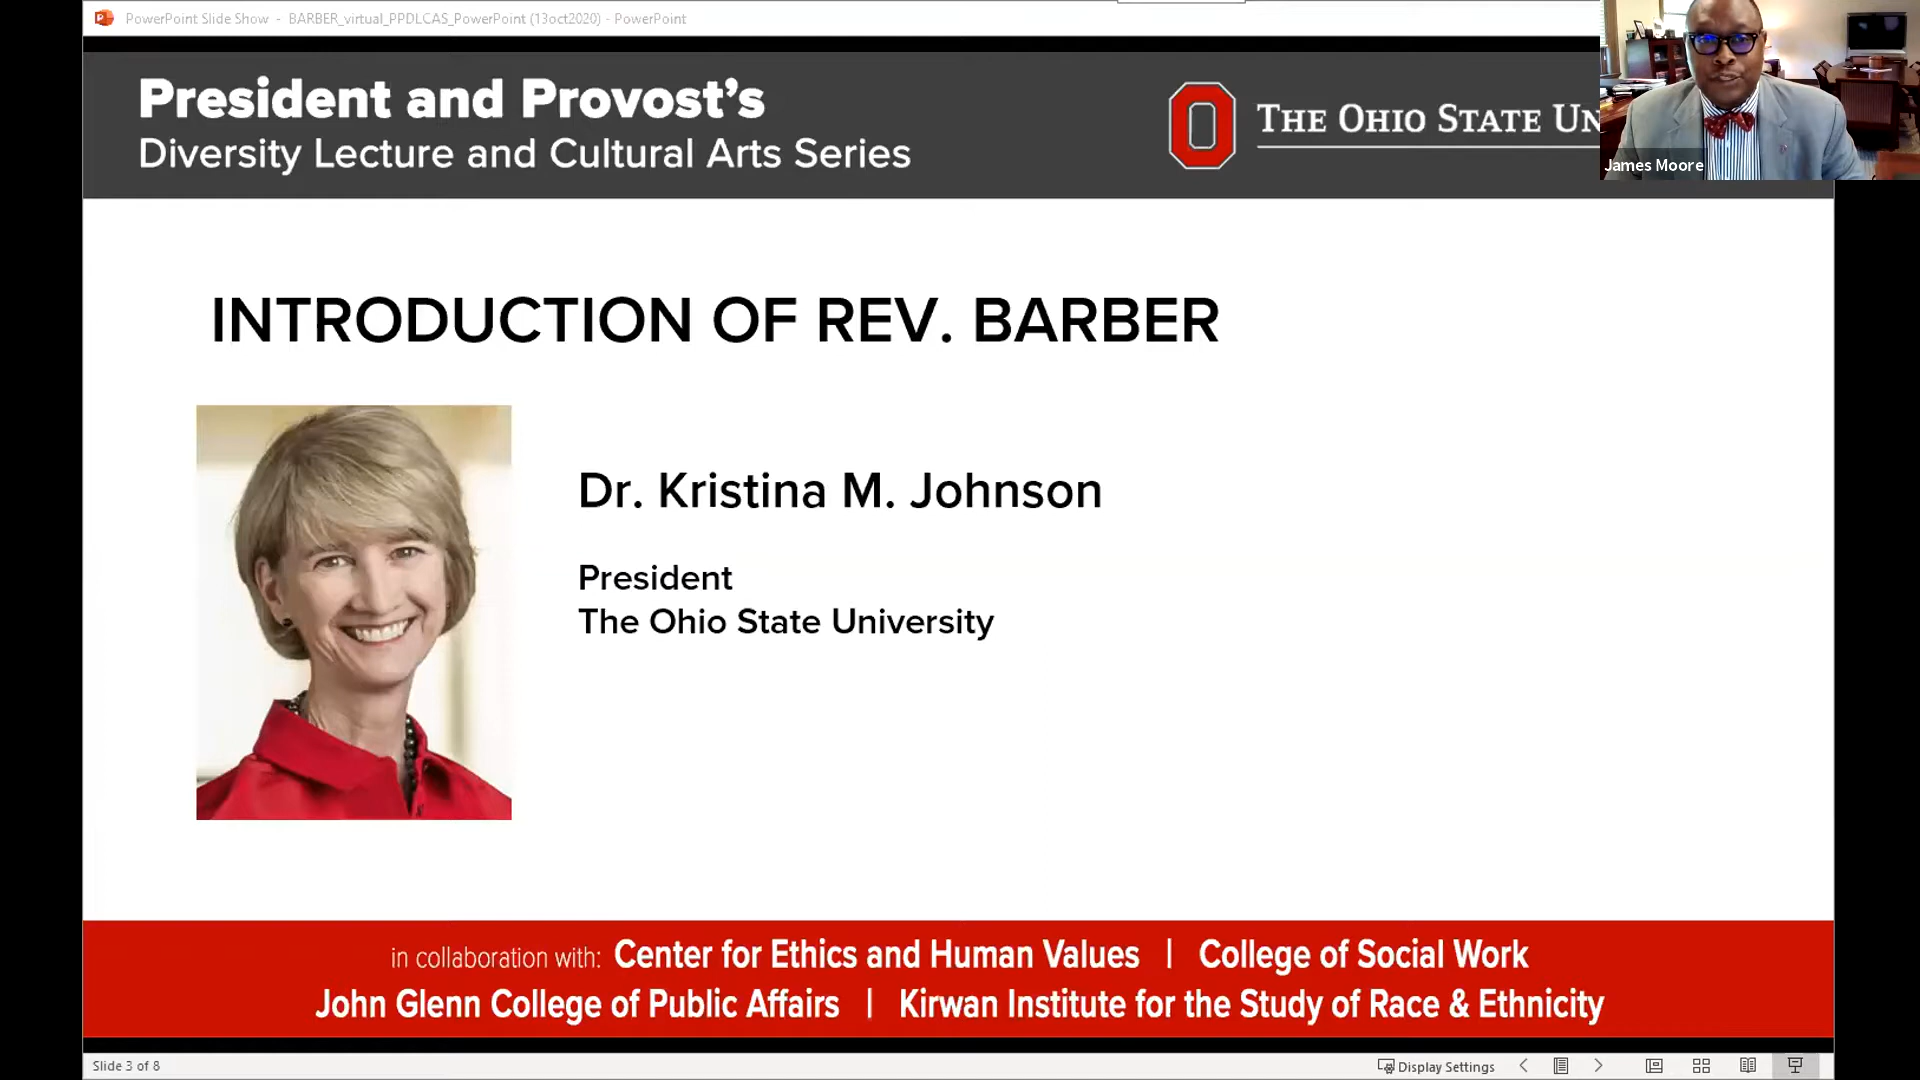 PowerPoint Slide Show - BARBER_virtual_PPDLCAS_PowerPoint (13oct2020) - PowerPoint
President and Provost's
Diversity Lecture and Cultural Arts Series
THE OHIO STATE UN
James Moore
INTRODUCTION OF REV. BARBER
Dr. Kristina M. Johnson
President
The Ohio State University
in collaboration with: Center for Ethics and Human Values | College of Social Work
John Glenn College of Public Affairs | Kirwan Institute for the Study of Race & Ethnicity
Slide 3 of 8
Display Settings